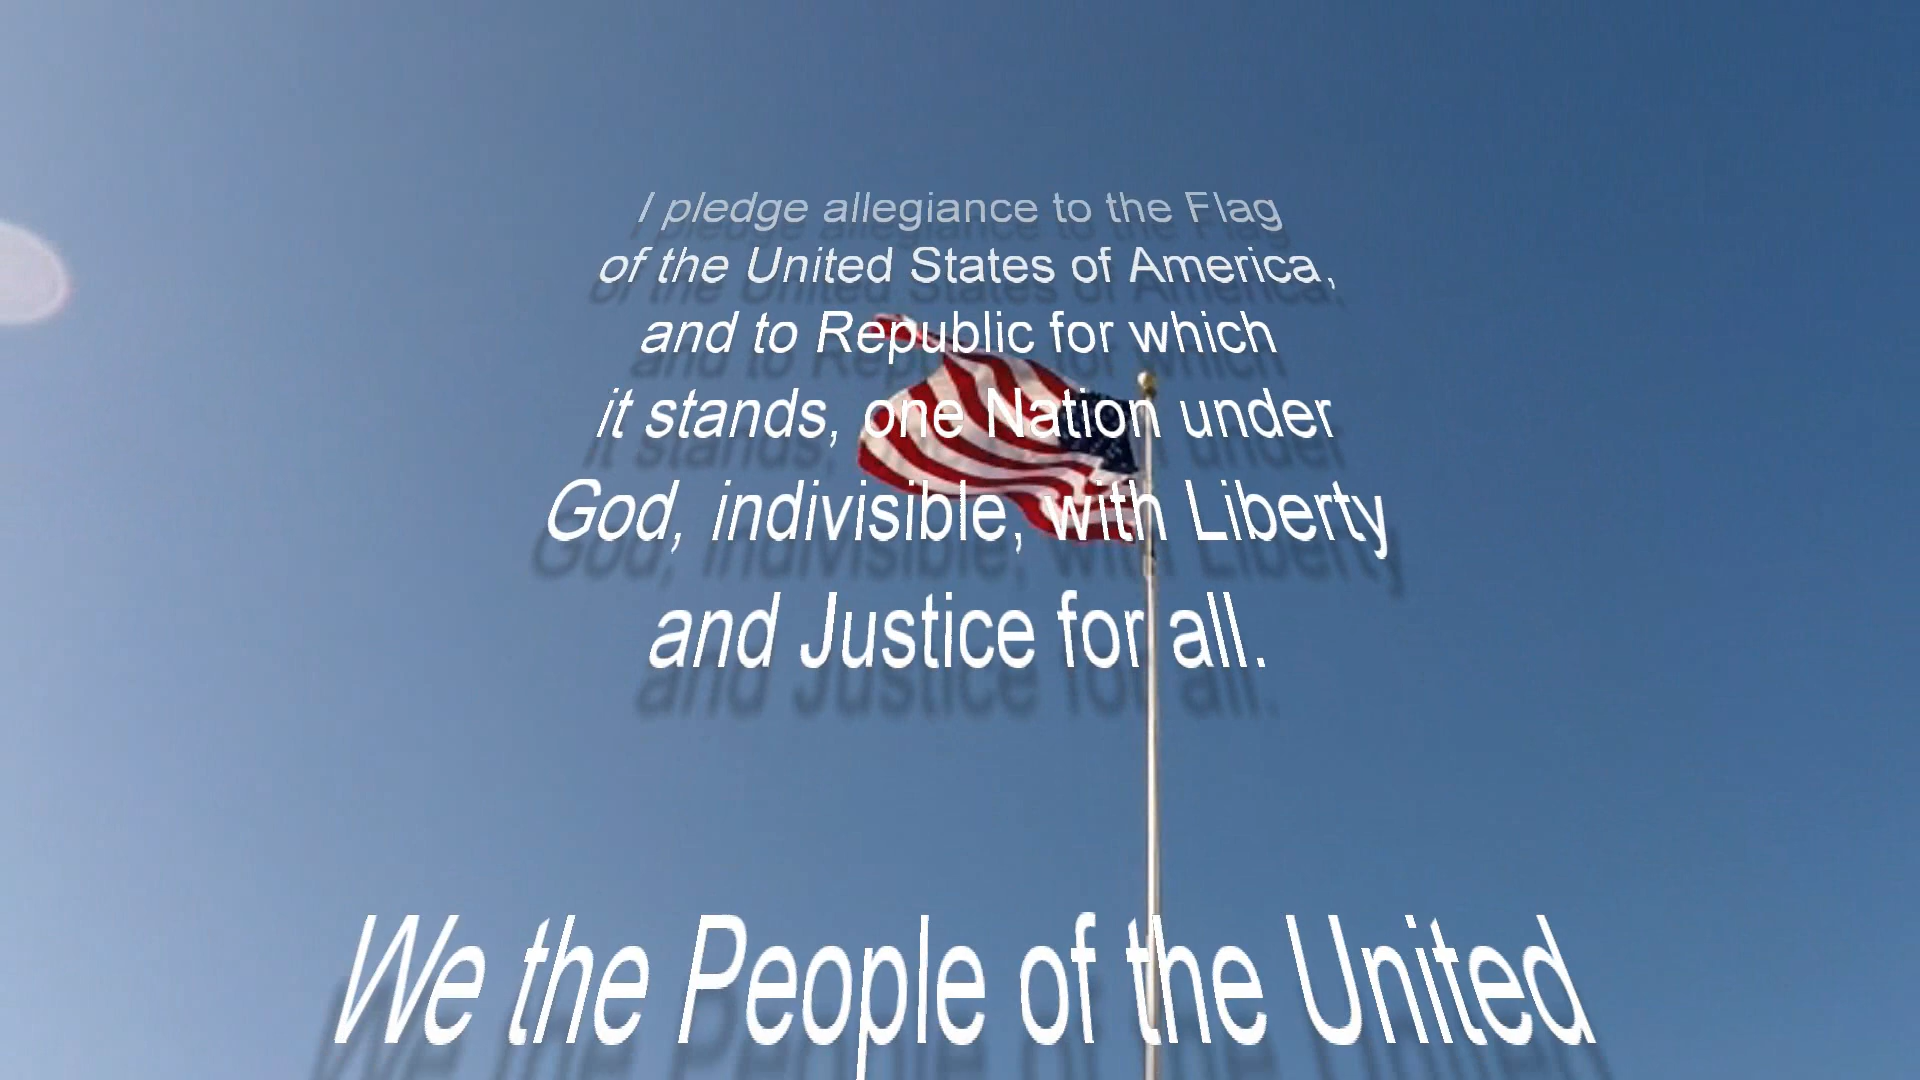 I pledge allegiance to the Flag
of the United States of America,
and to Republic for which
it stands, one Nation under
God, indivisible, with Liberty
and Justice for all.
We the People of the United